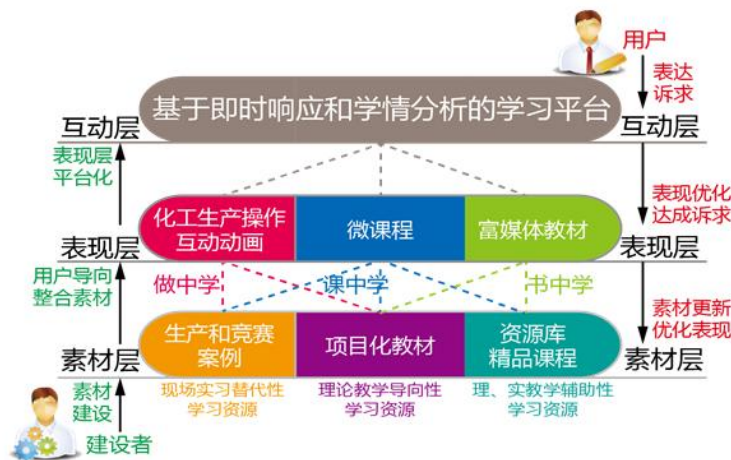 用户
表达
诉求
基于即时响应和学情分析的学习平台
互动层
互动层
表现层
平台化
表现优化
达成诉求
化工生产操作
互动动画
微课程
富媒体教材
表现层
表现层
用户导向
整合素材
做中学
课中学
书中学
素材更新
优化表现
生产和竞赛
案例
项目化教材
资源库
精品课程
素材层
素材层
素材
建设
现场实习替代性
学习资源
理论教学导向性
学习资源
理、实教学辅助性
学习资源
建设者